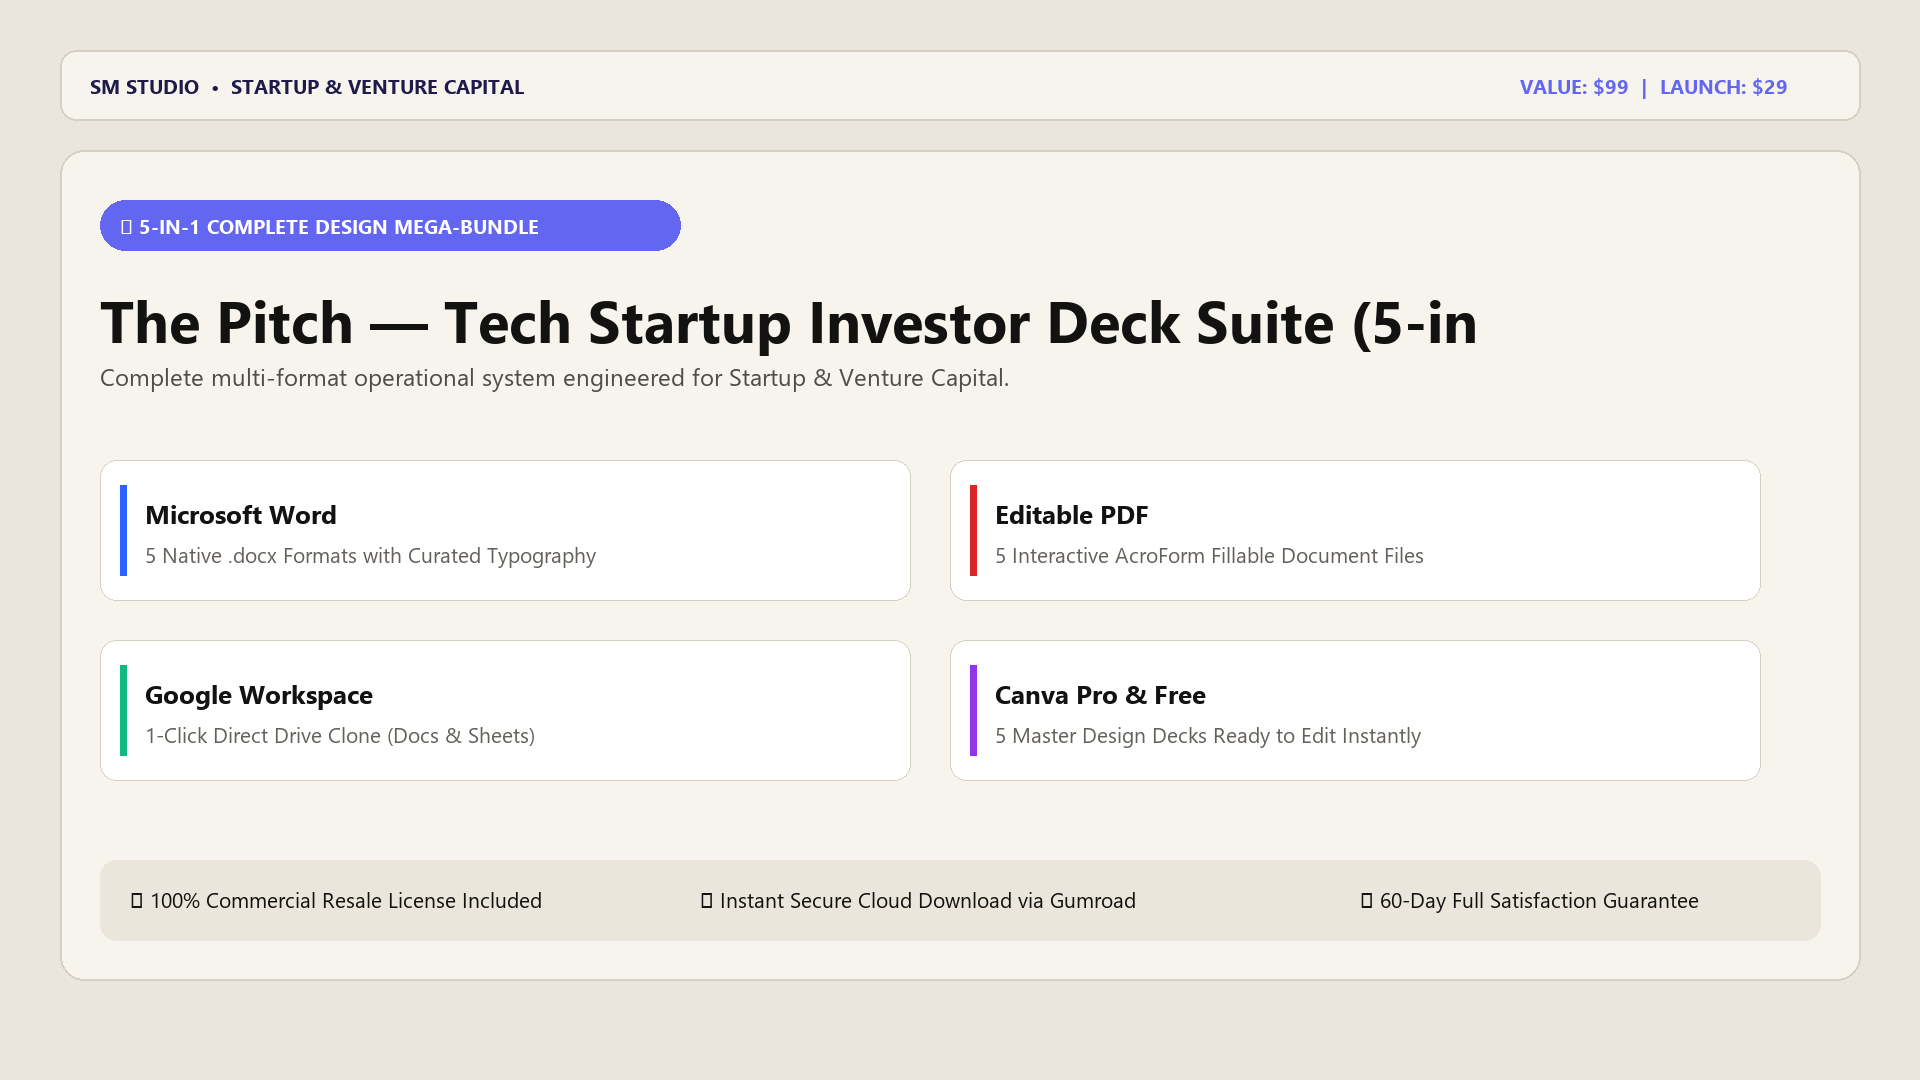 SM STUDIO • STARTUP & VENTURE CAPITAL
VALUE: $99 | LAUNCH: $29
▯ 5-IN-1 COMPLETE DESIGN MEGA-BUNDLE
The Pitch — Tech Startup Investor Deck Suite (5-in
Complete multi-format operational system engineered for Startup & Venture Capital.
Microsoft Word
5 Native .docx Formats with Curated Typography
Editable PDF
5 Interactive AcroForm Fillable Document Files
Google Workspace
1-Click Direct Drive Clone (Docs & Sheets)
Canva Pro & Free
5 Master Design Decks Ready to Edit Instantly
▯ 100% Commercial Resale License Included
▯ Instant Secure Cloud Download via Gumroad
▯ 60-Day Full Satisfaction Guarantee